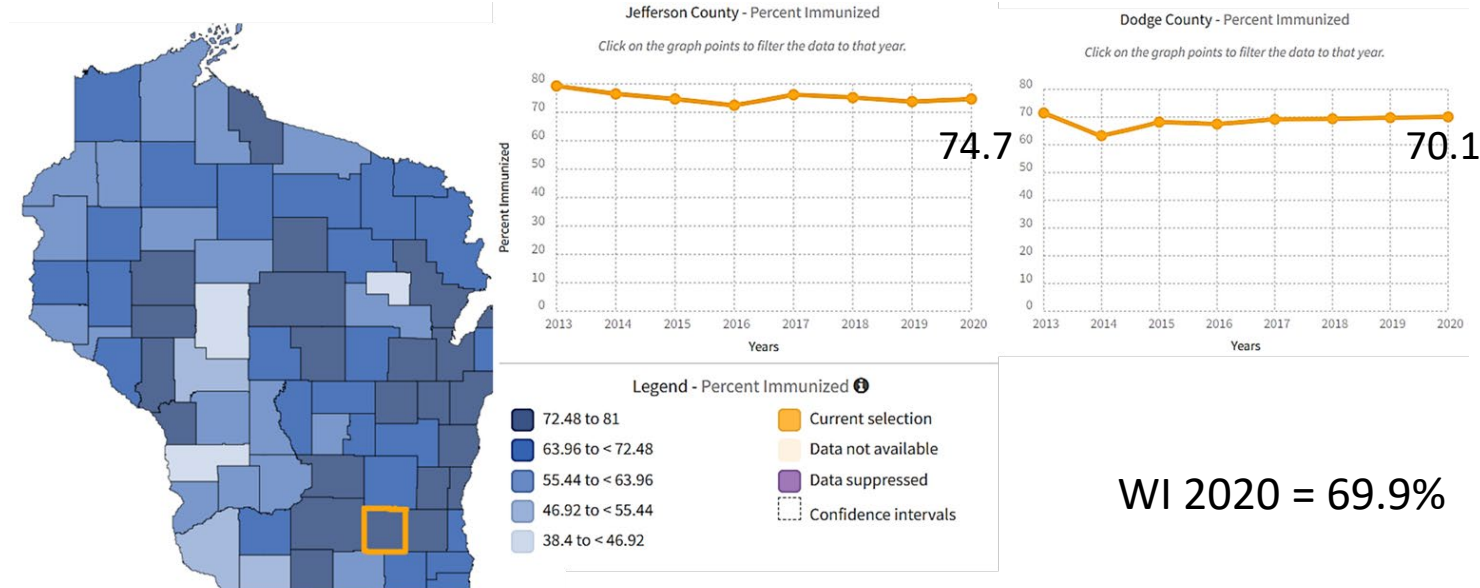 Jefferson County - Percent Immunized
Click on the graph points to filter the data to that year.
Percent Immunized
80
70
60
50
40
30
20
10
0
2013 2014 2015 2016 2017 2018 2019 2020
Years
74.7
Dodge County - Percent Immunized
Click on the graph points to filter the data to that year.
80
70
60
50
40
30
20
10
0
2013 2014 2015 2016 2017 2018 2019 2020
Years
70.1
Legend - Percent Immunized
72.48 to 81
63.96 to < 72.48
55.44 to < 63.96
46.92 to < 55.44
38.4 to < 46.92
Current selection
Data not available
Data suppressed
Confidence intervals
WI 2020 = 69.9%